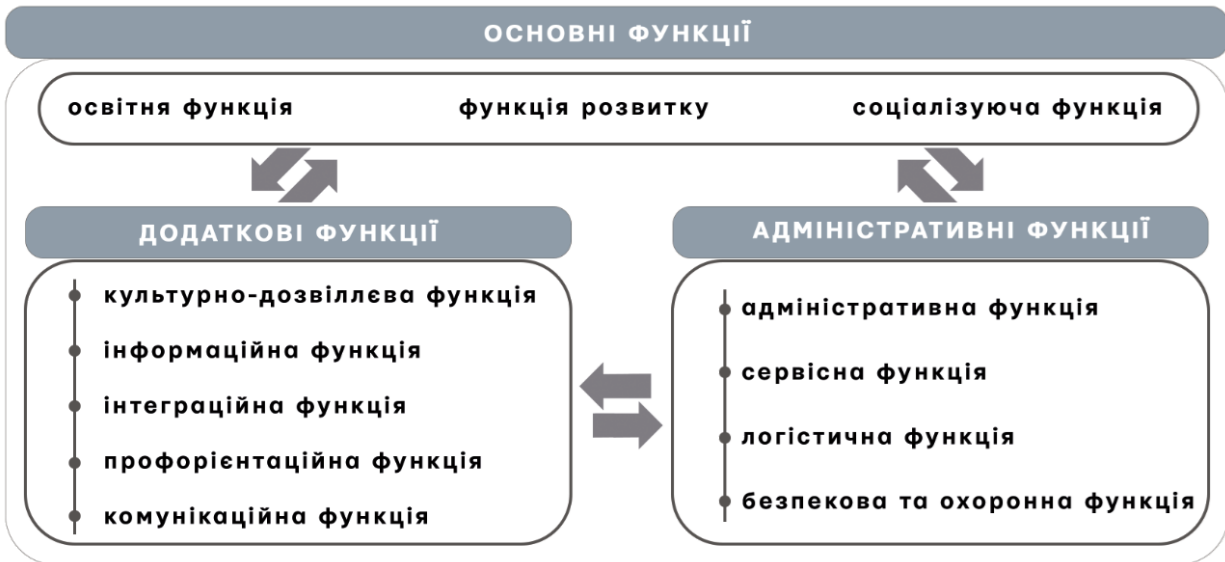 ОСНОВНІ ФУНКЦІЇ
освітня функція функція розвитку соціалізуюча функція
ДОДАТКОВІ ФУНКЦІЇ
культурно-дозвіллєва функція
інформаційна функція
інтеграційна функція
профорієнтаційна функція
комунікаційна функція
АДМІНІСТРАТИВНІ ФУНКЦІЇ
адміністративна функція
сервісна функція
логістична функція
безпекова та охоронна функція